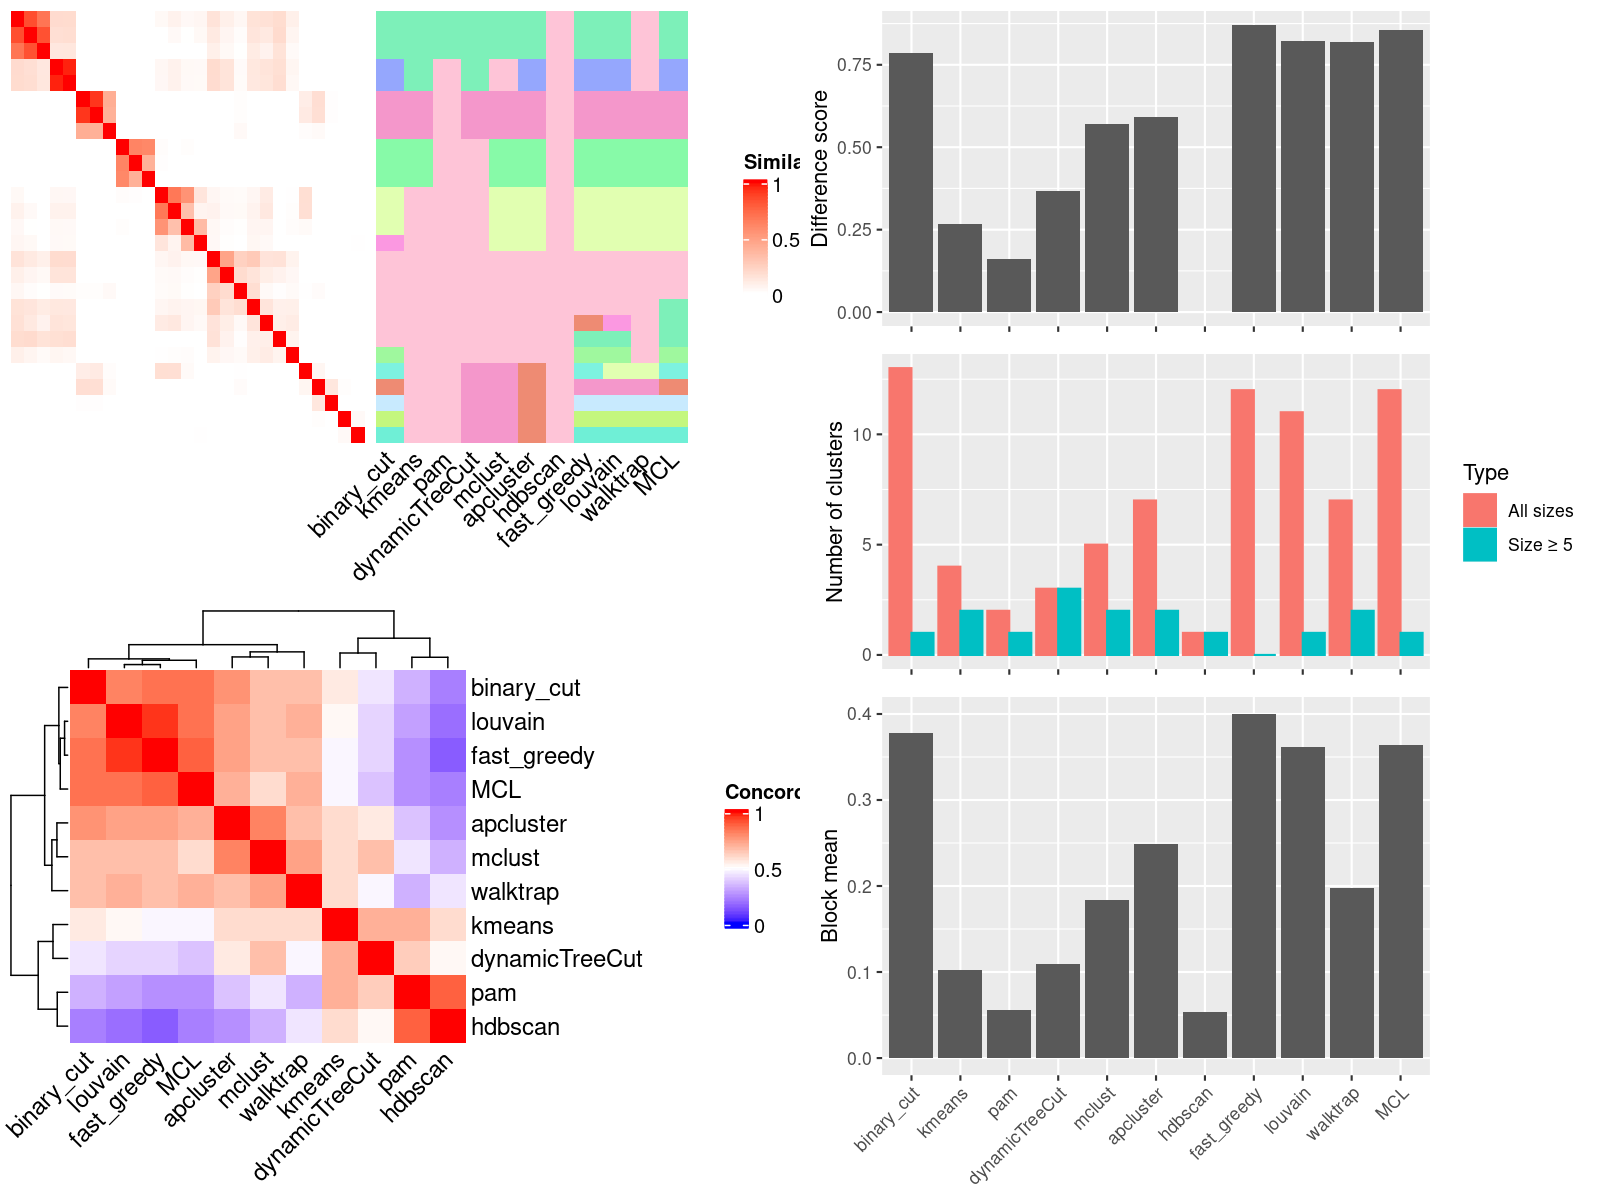 Simila
1
0.5
0
binary_cut
kmeans
pam
dynamicTreeCut
mclust
apcluster
hdbscan
fast_greedy
louvain
walktrap
MCL
Difference score
0.75
0.50
0.25
0.00
Number of clusters
10
5
0
Type
All sizes
Size ≥ 5
binary_cut
louvain
fast_greedy
MCL
apcluster
mclust
walktrap
kmeans
dynamicTreeCut
pam
hdbscan
binary_cut
louvain
fast_greedy
MCL
apcluster
mclust
walktrap
kmeans
dynamicTreeCut
pam
hdbscan
Concord
1
0.5
0
Block mean
0.4
0.3
0.2
0.1
0.0
binary_cut
kmeans
pam
dynamicTreeCut
mclust
apcluster
hdbscan
fast_greedy
louvain
walktrap
MCL